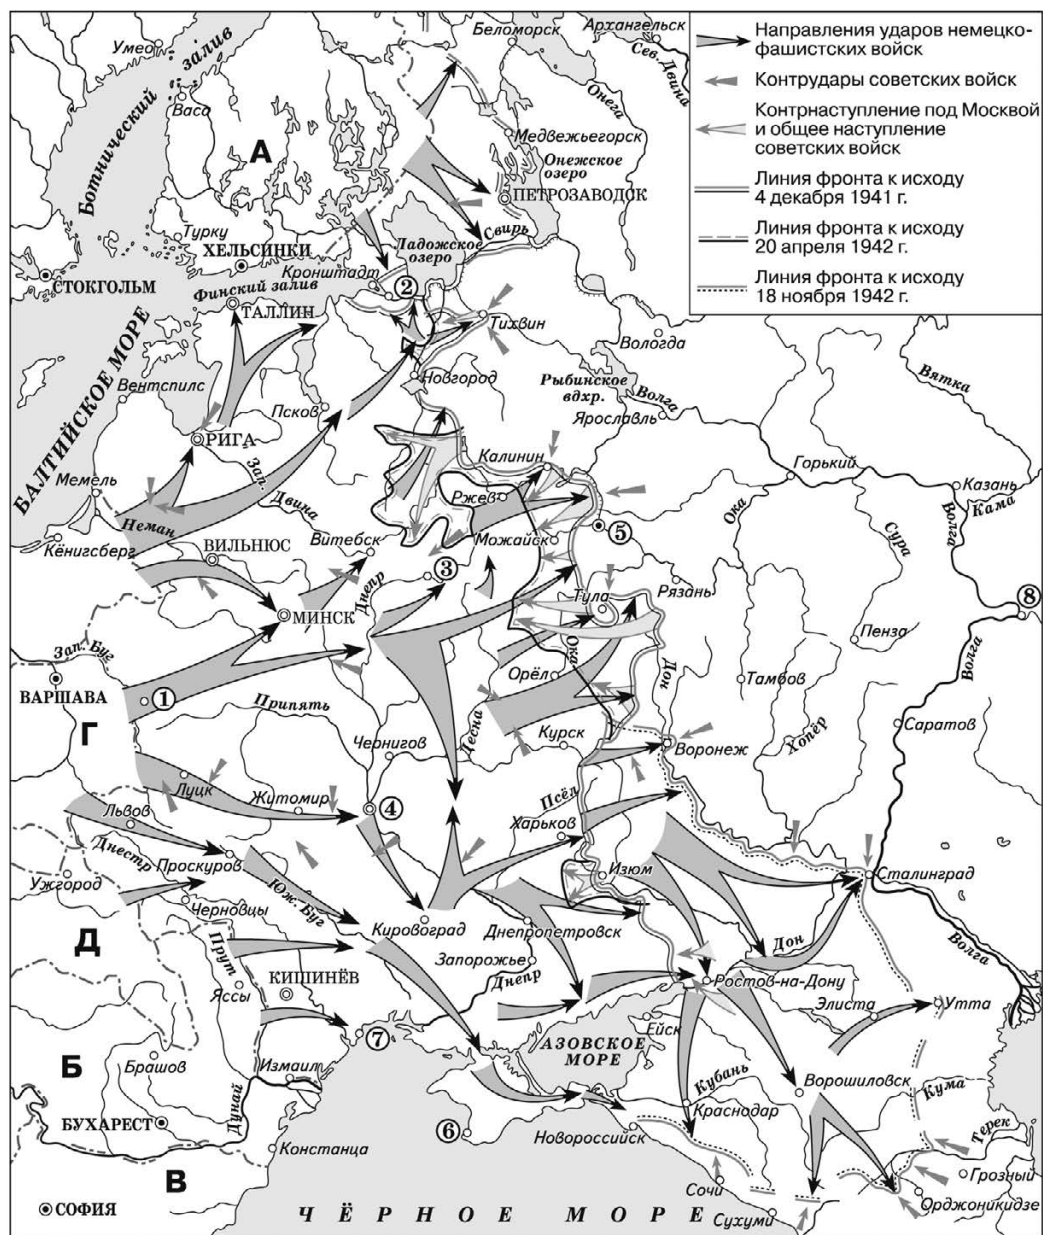 Направления ударов немецко-
фашистских войск
Контрудары советских войск
Контрнаступление под Москвой
и общее наступление
советских войск
Линия фронта к исходу
4 декабря 1941 г.
Линия фронта к исходу
20 апреля 1942 г.
Линия фронта к исходу
18 ноября 1942 г.
Умео
Ботнический залив
Васа
А
Беломорск
Архангельск
Сев. Двина
Онега
Медвежьегорск
Онежское
озеро
ПЕТРОЗАВОДСК
Свирь
Турку
ХЕЛЬСИНКИ
Ладожское
озеро
СТОКГОЛЬМ
Кронштадт
2
Финский залив
ТАЛЛИН
Тихвин
Вологда
БАЛТИЙСКОЕ МОРЕ
Вентспилс
Новгород
Рыбинское
вдхр.
Волга
Вятка
Псков
Ярославль
РИГА
Зап. Двина
Калинин
Горький
Мемель
Ржев
Казань
Кама
Неман
Ока
Волга
Сура
Кёнигсберг
ВИЛЬНЮС
Витебск
Можайск
5
3
Днепр
МИНСК
Тула
Рязань
8
Зап. Буг
Пенза
Волга
ВАРШАВА
1
Орёл
Ока
Дон
Тамбов
Припять
Г
Десна
Хопёр
Саратов
Чернигов
Курск
Воронеж
Луцк
Житомир
4
Псёл
Львов
Харьков
Днестр
Проскуров
Ужгород
Изюм
Сталинград
Черновцы
Юж. Буг
Д
Кировоград
Днепропетровск
Дон
Волга
Прут
Запорожье
КИШИНЁВ
Днепр
Ростов-на-Дону
Яссы
Элиста
Утта
7
АЗОВСКОЕ
МОРЕ
Ейск
Б
Брашов
Измаил
Ворошиловск
Кубань
Кума
БУХАРЕСТ
Дунай
Краснодар
6
Новороссийск
Терек
Констанца
Грозный
В
Сочи
Орджоникидзе
СОФИЯ
ЧЁРНОЕ МОРЕ
Сухуми